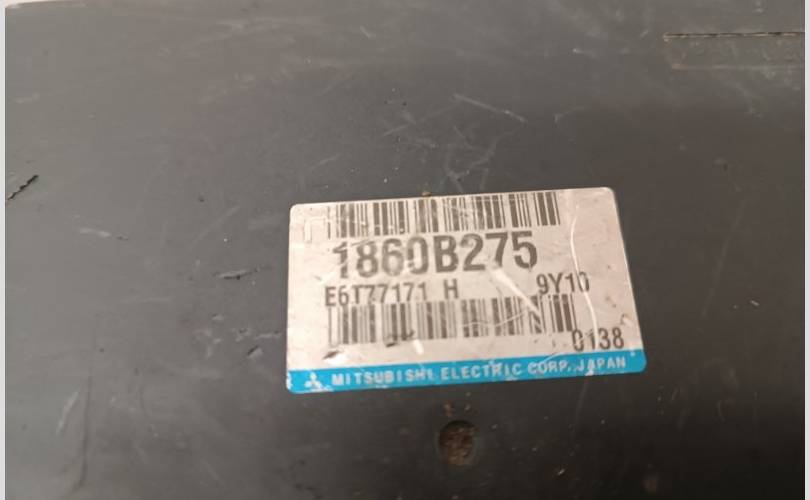 1860B275
E6T77171 H 9Y10
0138
MITSUBISHI ELECTRIC CORP. JAPAN